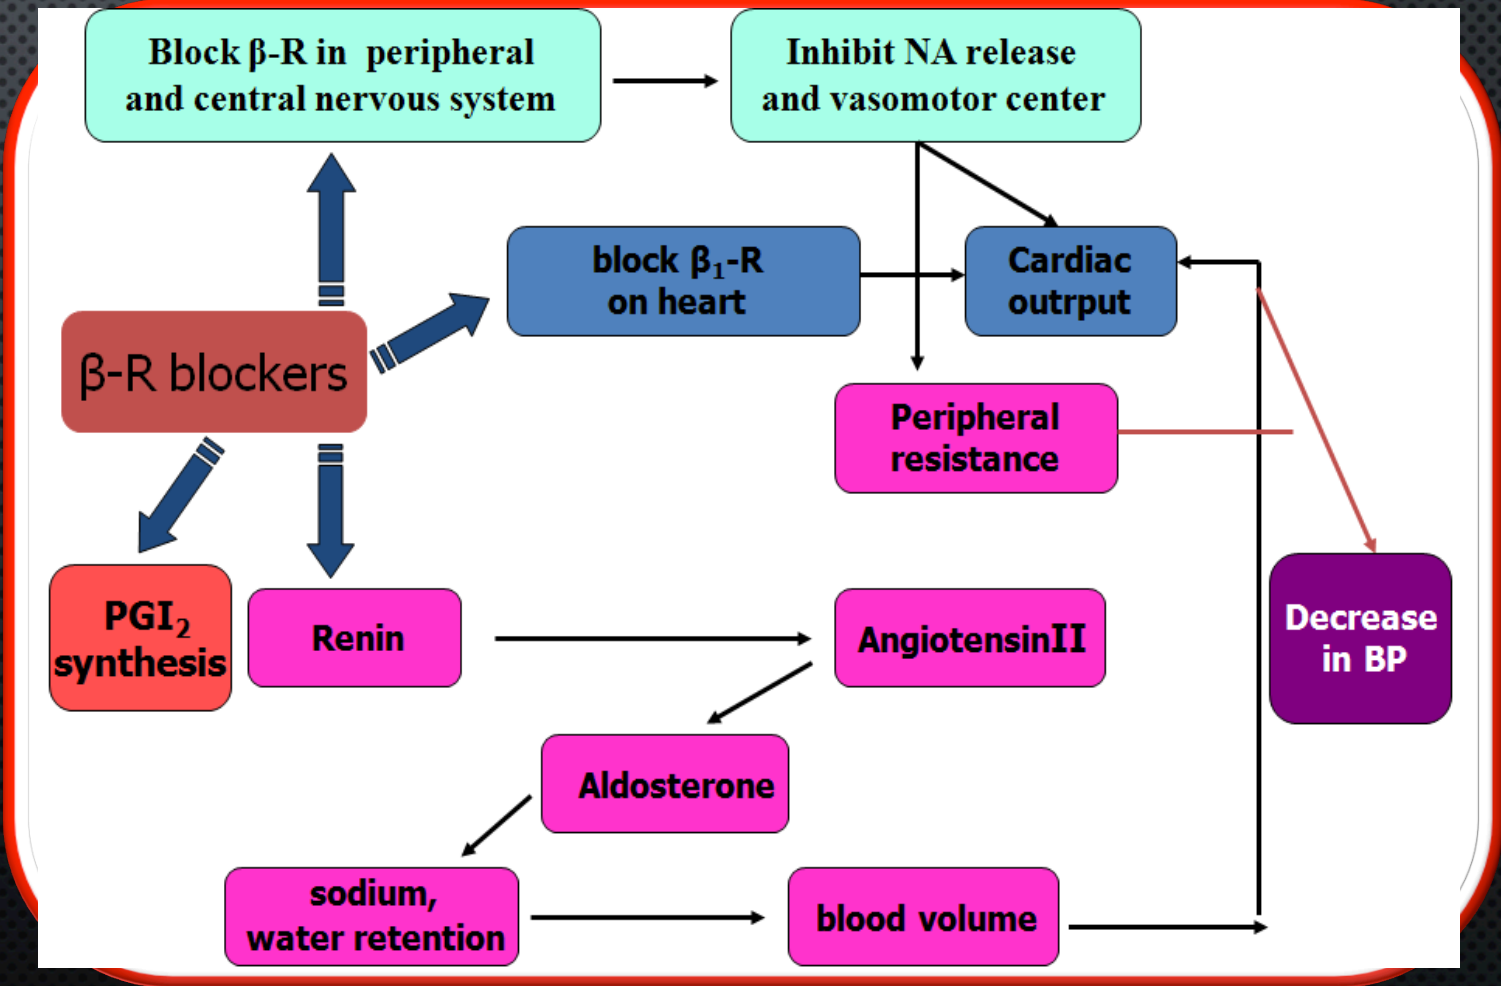 Block β-R in peripheral
and central nervous system
Inhibit NA release
and vasomotor center
block β₁-R
on heart
Cardiac
outrput
β-R blockers
Peripheral
resistance
PGI₂
synthesis
Renin
AngiotensinII
Decrease
in BP
Aldosterone
sodium,
water retention
blood volume